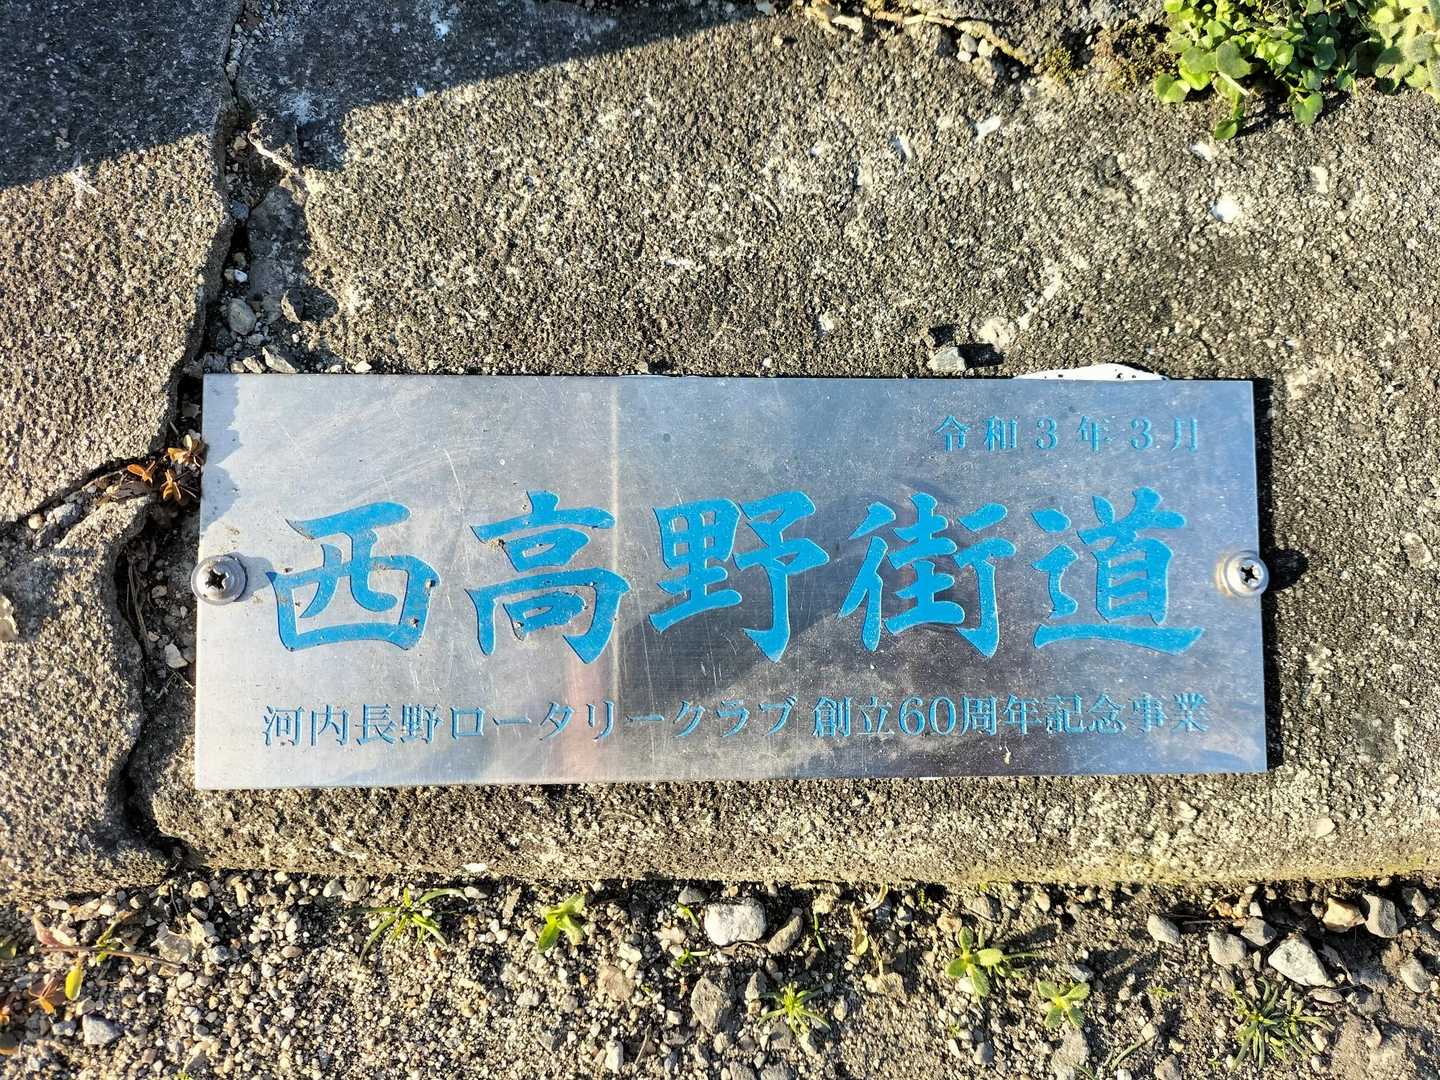 令和3年3月
西高野街道
河内長野ロータリークラブ 創立60周年記念事業